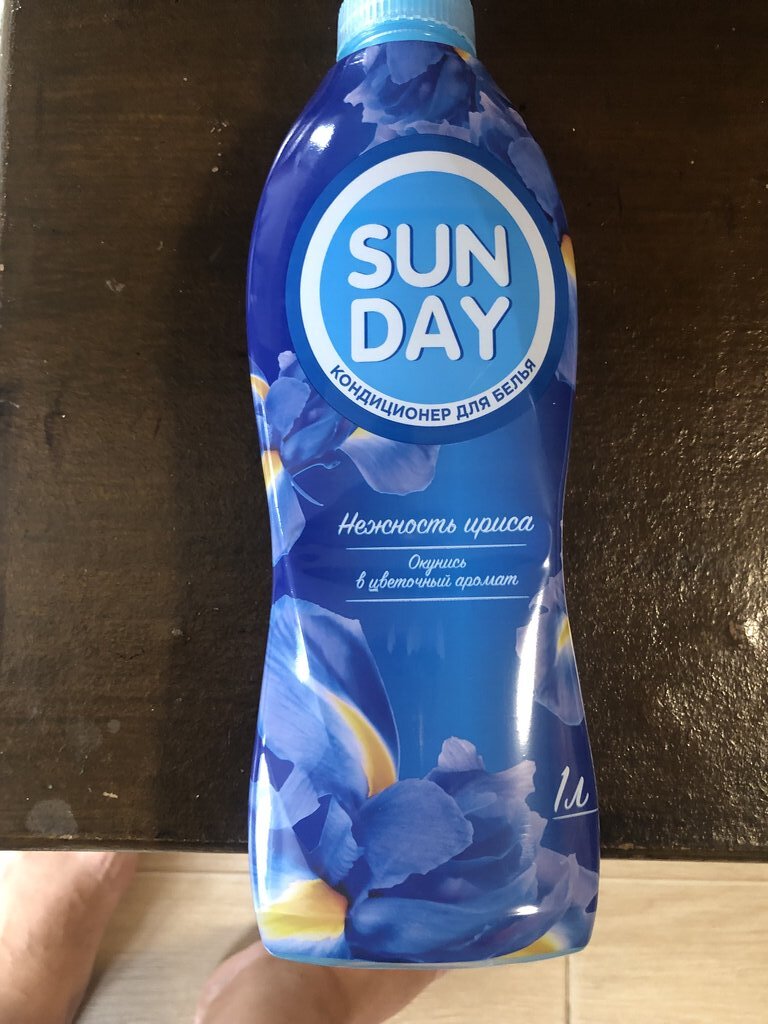 SUN
DAY
КОНДИЦИОНЕР ДЛЯ БЕЛЬЯ
Нежность ириса
Окунись
в цветочный аромат
1л